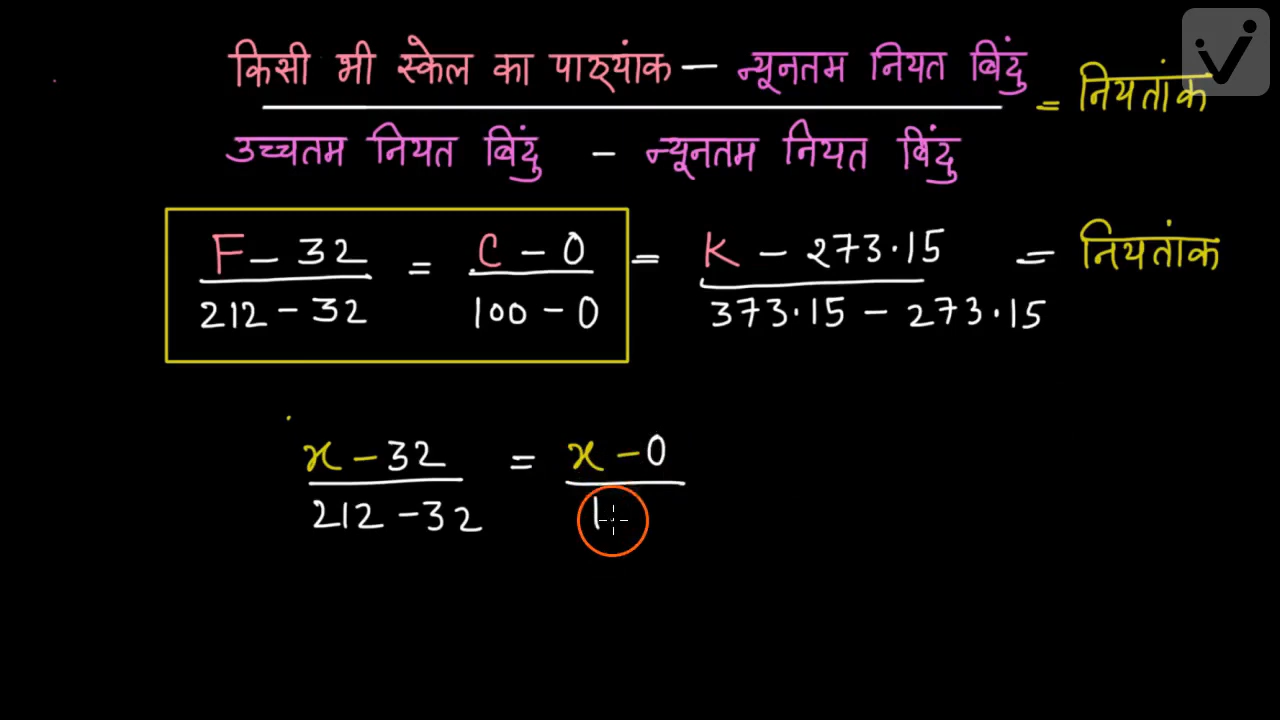 किसी भी स्केल का पाठ्यांक – न्यूनतम नियत बिंदु
उच्चतम नियत बिंदु – न्यूनतम नियत बिंदु = नियतांक
F – 32 = C – 0 = K – 273.15 = नियतांक
212 – 32 100 – 0 373.15 – 273.15
x – 32 = x – 0
212 – 32 1